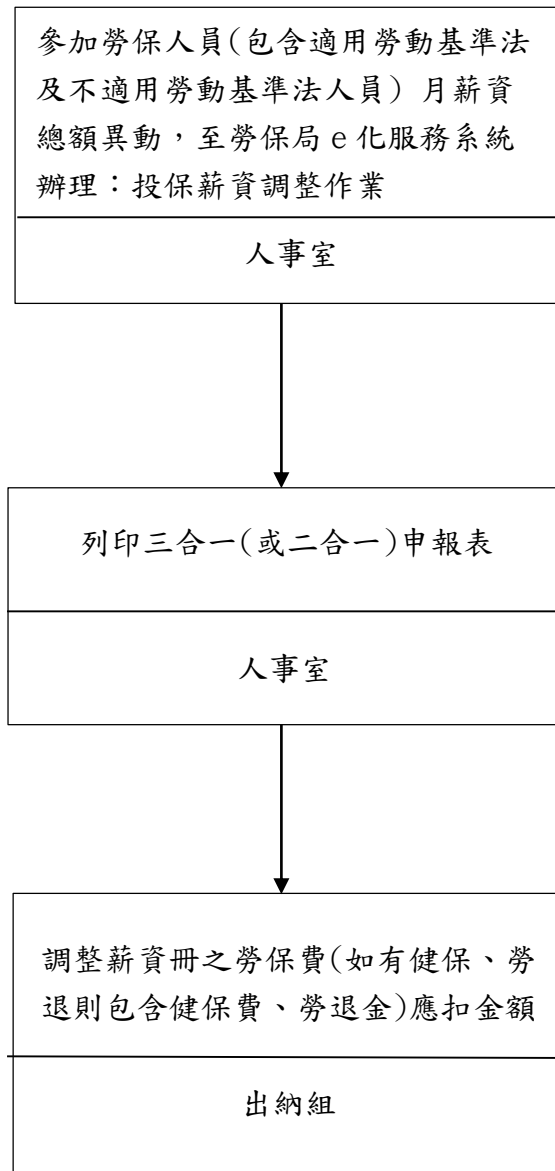 參加勞保人員(包含適用勞動基準法
及不適用勞動基準法人員) 月薪資
總額異動，至勞保局 e 化服務系統
辦理：投保薪資調整作業
人事室
列印三合一(或二合一)申報表
人事室
調整薪資冊之勞保費(如有健保、勞
退則包含健保費、勞退金)應扣金額
出納組